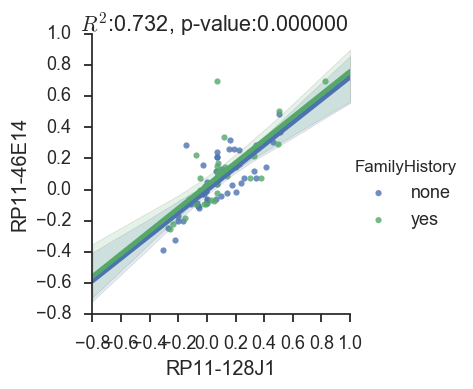 R²:0.732, p-value:0.000000
1.0
0.8
0.6
0.4
0.2
0.0
−0.2
−0.4
−0.6
−0.8
RP11-46E14
−0.8−0.6−0.4−0.20.0 0.2 0.4 0.6 0.8 1.0
RP11-128J1
FamilyHistory
none
yes